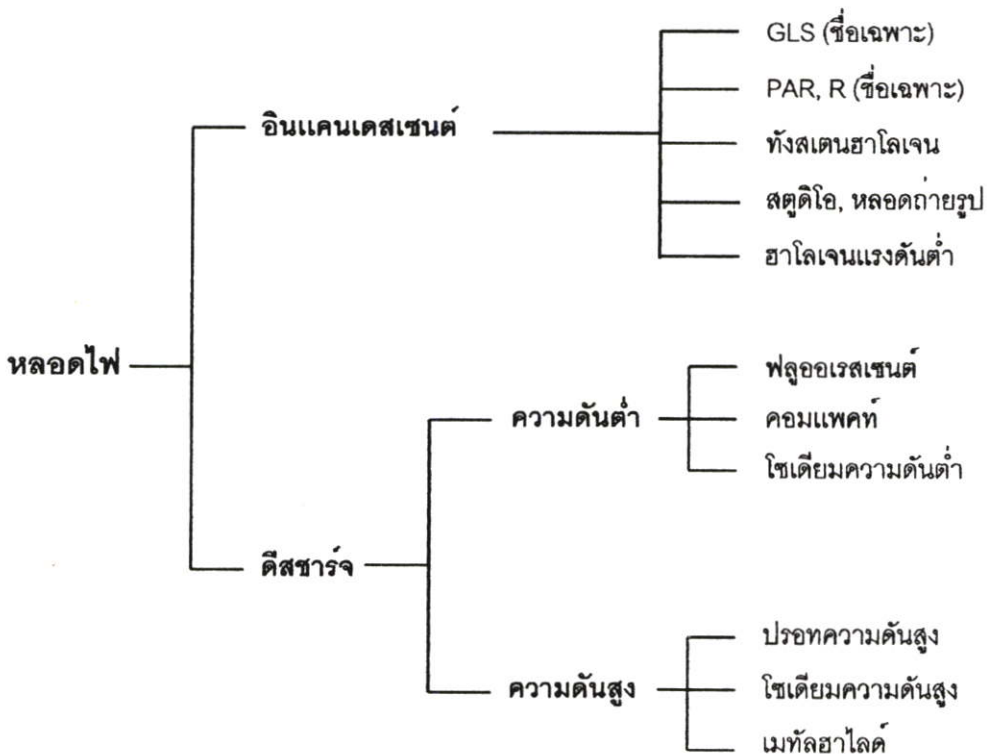 GLS (ชื่อเฉพาะ)
PAR, R (ชื่อเฉพาะ)
อินแคนเดสเซนต์
ทังสเตนฮาโลเจน
สตูดิโอ, หลอดถ่ายรูป
ฮาโลเจนแรงดันต่ำ
หลอดไฟ
ฟลูออเรสเซนต์
ความดันต่ำ
คอมแพคท์
โซเดียมความดันต่ำ
ดีสชาร์จ
ปรอทความดันสูง
ความดันสูง
โซเดียมความดันสูง
เมทัลฮาไลด์